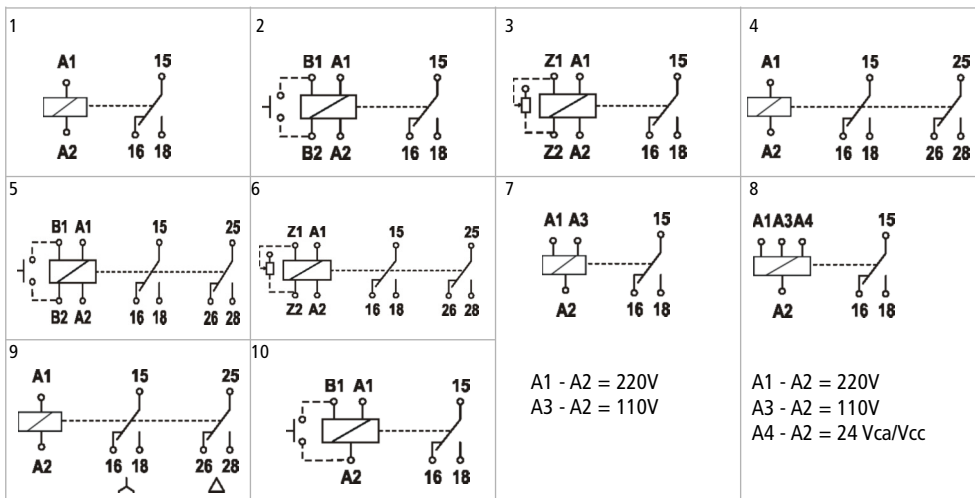 1
A1 15
A2 16 18
2
B1 A1 15
B2 A2 16 18
3
Z1 A1 15
Z2 A2 16 18
4
A1 15 25
A2 16 18 26 28
5
B1 A1 15 25
B2 A2 16 18 26 28
6
Z1 A1 15 25
Z2 A2 16 18 26 28
7
A1 A3 15
A2 16 18
A1 - A2 = 220V
A3 - A2 = 110V
8
A1 A3 A4 15
A2 16 18
A1 - A2 = 220V
A3 - A2 = 110V
A4 - A2 = 24 Vca/Vcc
9
A1 15 25
A2 16 18 26 28
10
B1 A1 15
A2 16 18